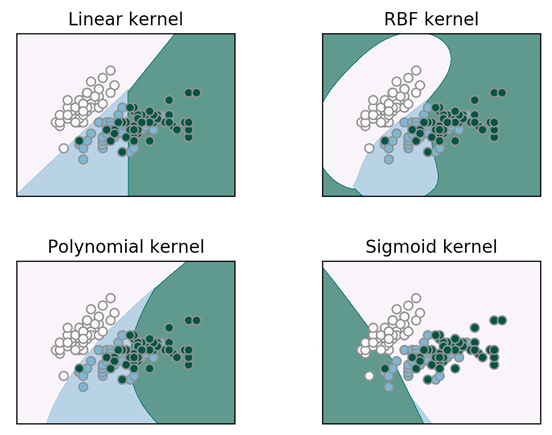 Linear kernel
RBF kernel
Polynomial kernel
Sigmoid kernel